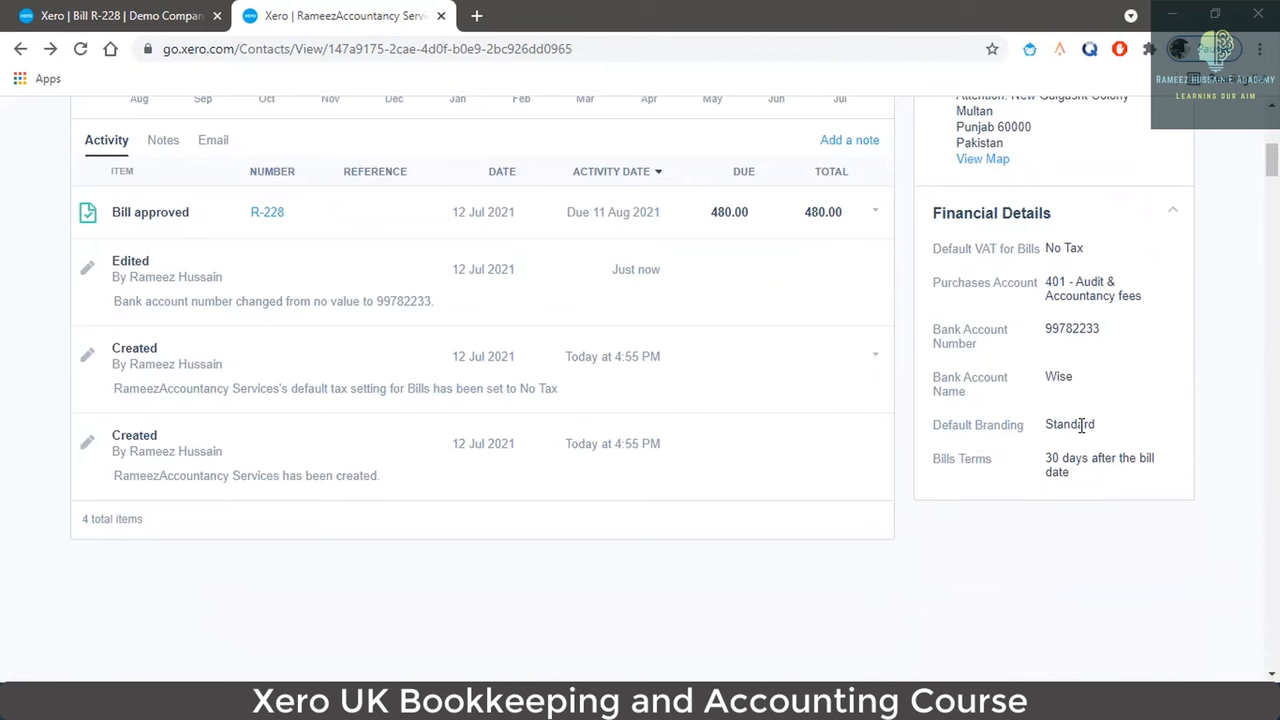 Xero | Bill R-228 | Demo Compan
Xero | RameezAccountancy Servi
go.xero.com/Contacts/View/147a9175-2cae-4d0f-b0e9-2bc926dd0965
Apps
RAMEEZ HUSSAIN E ACADEMY
LEARNING OUR AIM
Aug Sep Oct Nov Dec Jan Feb Mar Apr May Jun Jul
Activity Notes Email Add a note
ITEM NUMBER REFERENCE DATE ACTIVITY DATE DUE TOTAL
Bill approved R-228 12 Jul 2021 Due 11 Aug 2021 480.00 480.00
Edited
By Rameez Hussain
12 Jul 2021 Just now
Bank account number changed from no value to 99782233.
Created
By Rameez Hussain
12 Jul 2021 Today at 4:55 PM
RameezAccountancy Services's default tax setting for Bills has been set to No Tax
Created
By Rameez Hussain
12 Jul 2021 Today at 4:55 PM
RameezAccountancy Services has been created.
4 total items
Attention: New Gulgasht Colony
Multan
Punjab 60000
Pakistan
View Map
Financial Details
Default VAT for Bills No Tax
Purchases Account 401 - Audit &
Accountancy fees
Bank Account
Number
99782233
Bank Account
Name
Wise
Default Branding Standard
Bills Terms 30 days after the bill
date
Xero UK Bookkeeping and Accounting Course